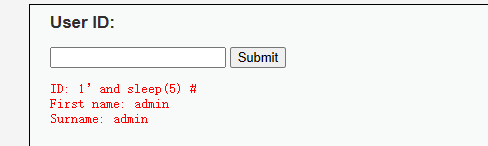 User ID:
Submit
ID: 1’ and sleep(5) #
First name: admin
Surname: admin